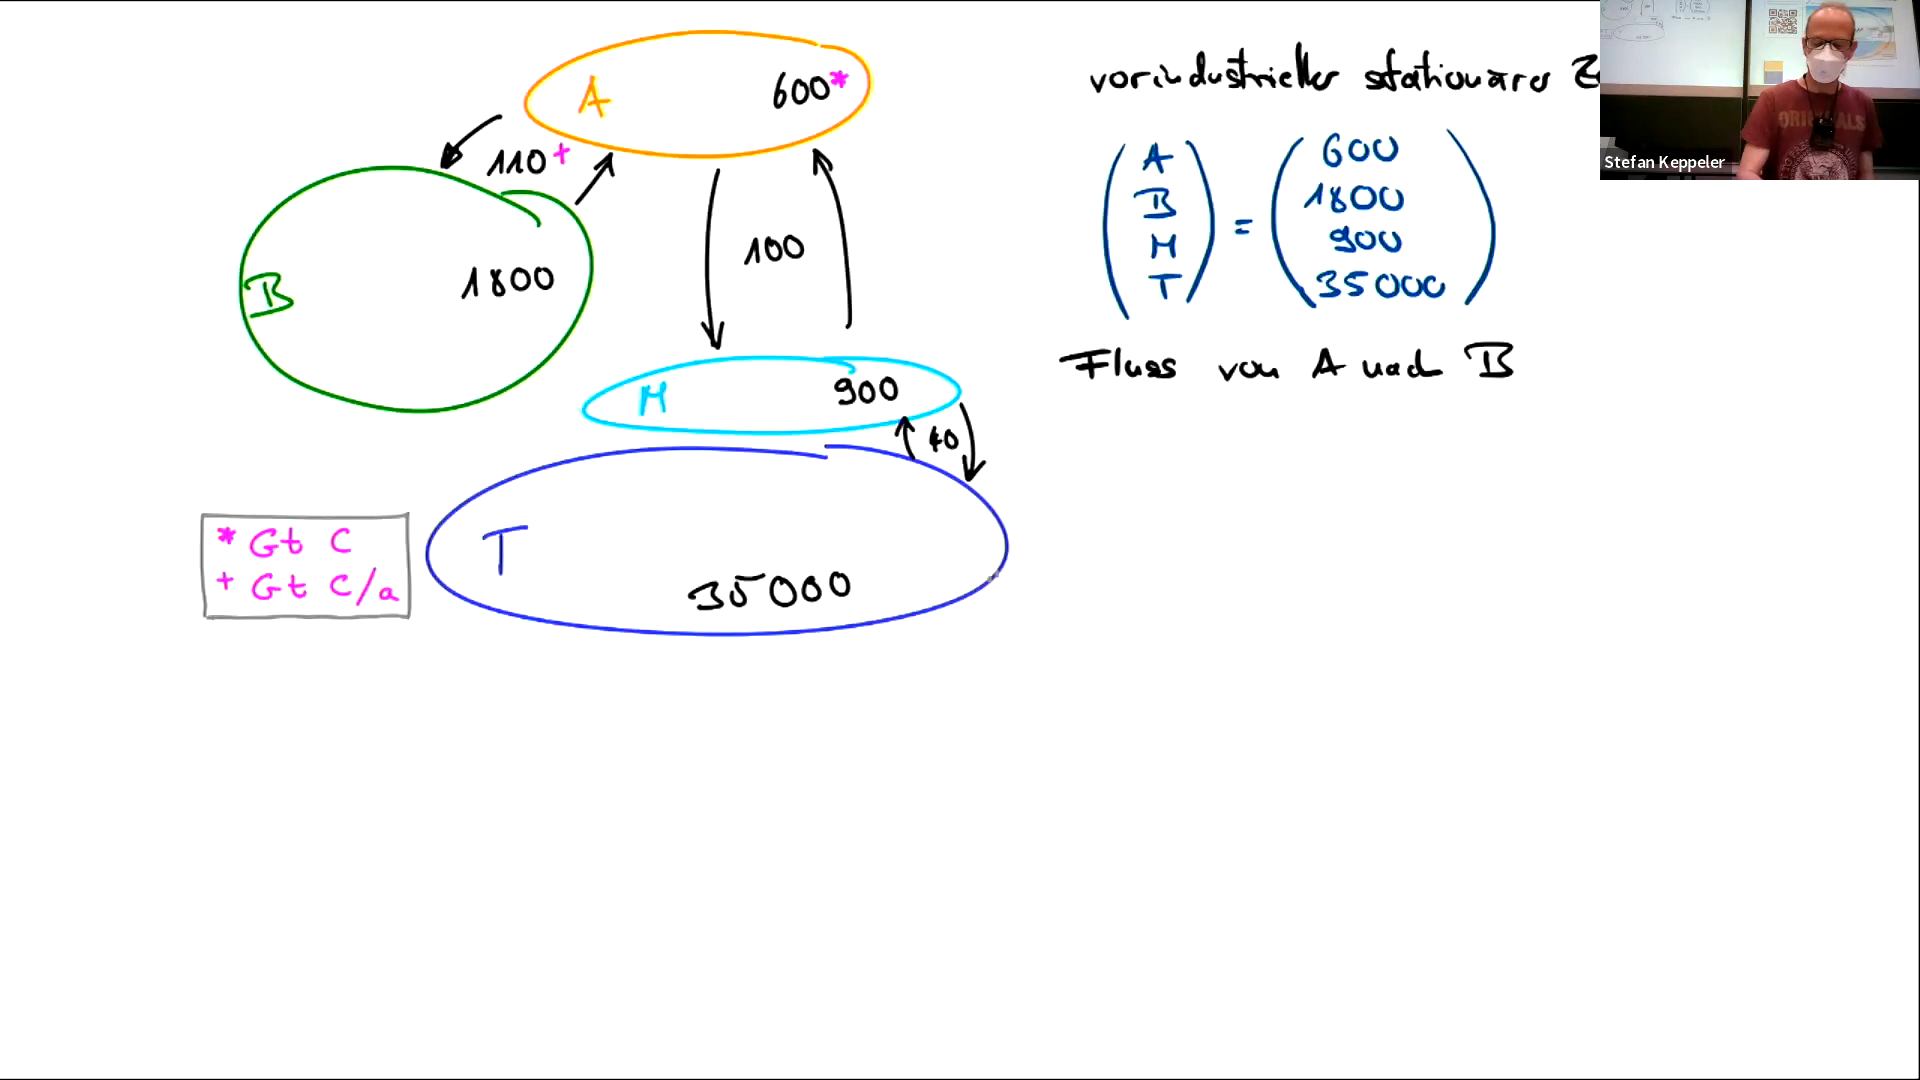 A 600*
110+
B 1800
100
M 900
40
T
35000
* Gt C
+ Gt C/a
vorindustrieller stationärer Z
A
B
M
T
=
600
1800
900
35000
Fluss von A nach B
Stefan Keppeler